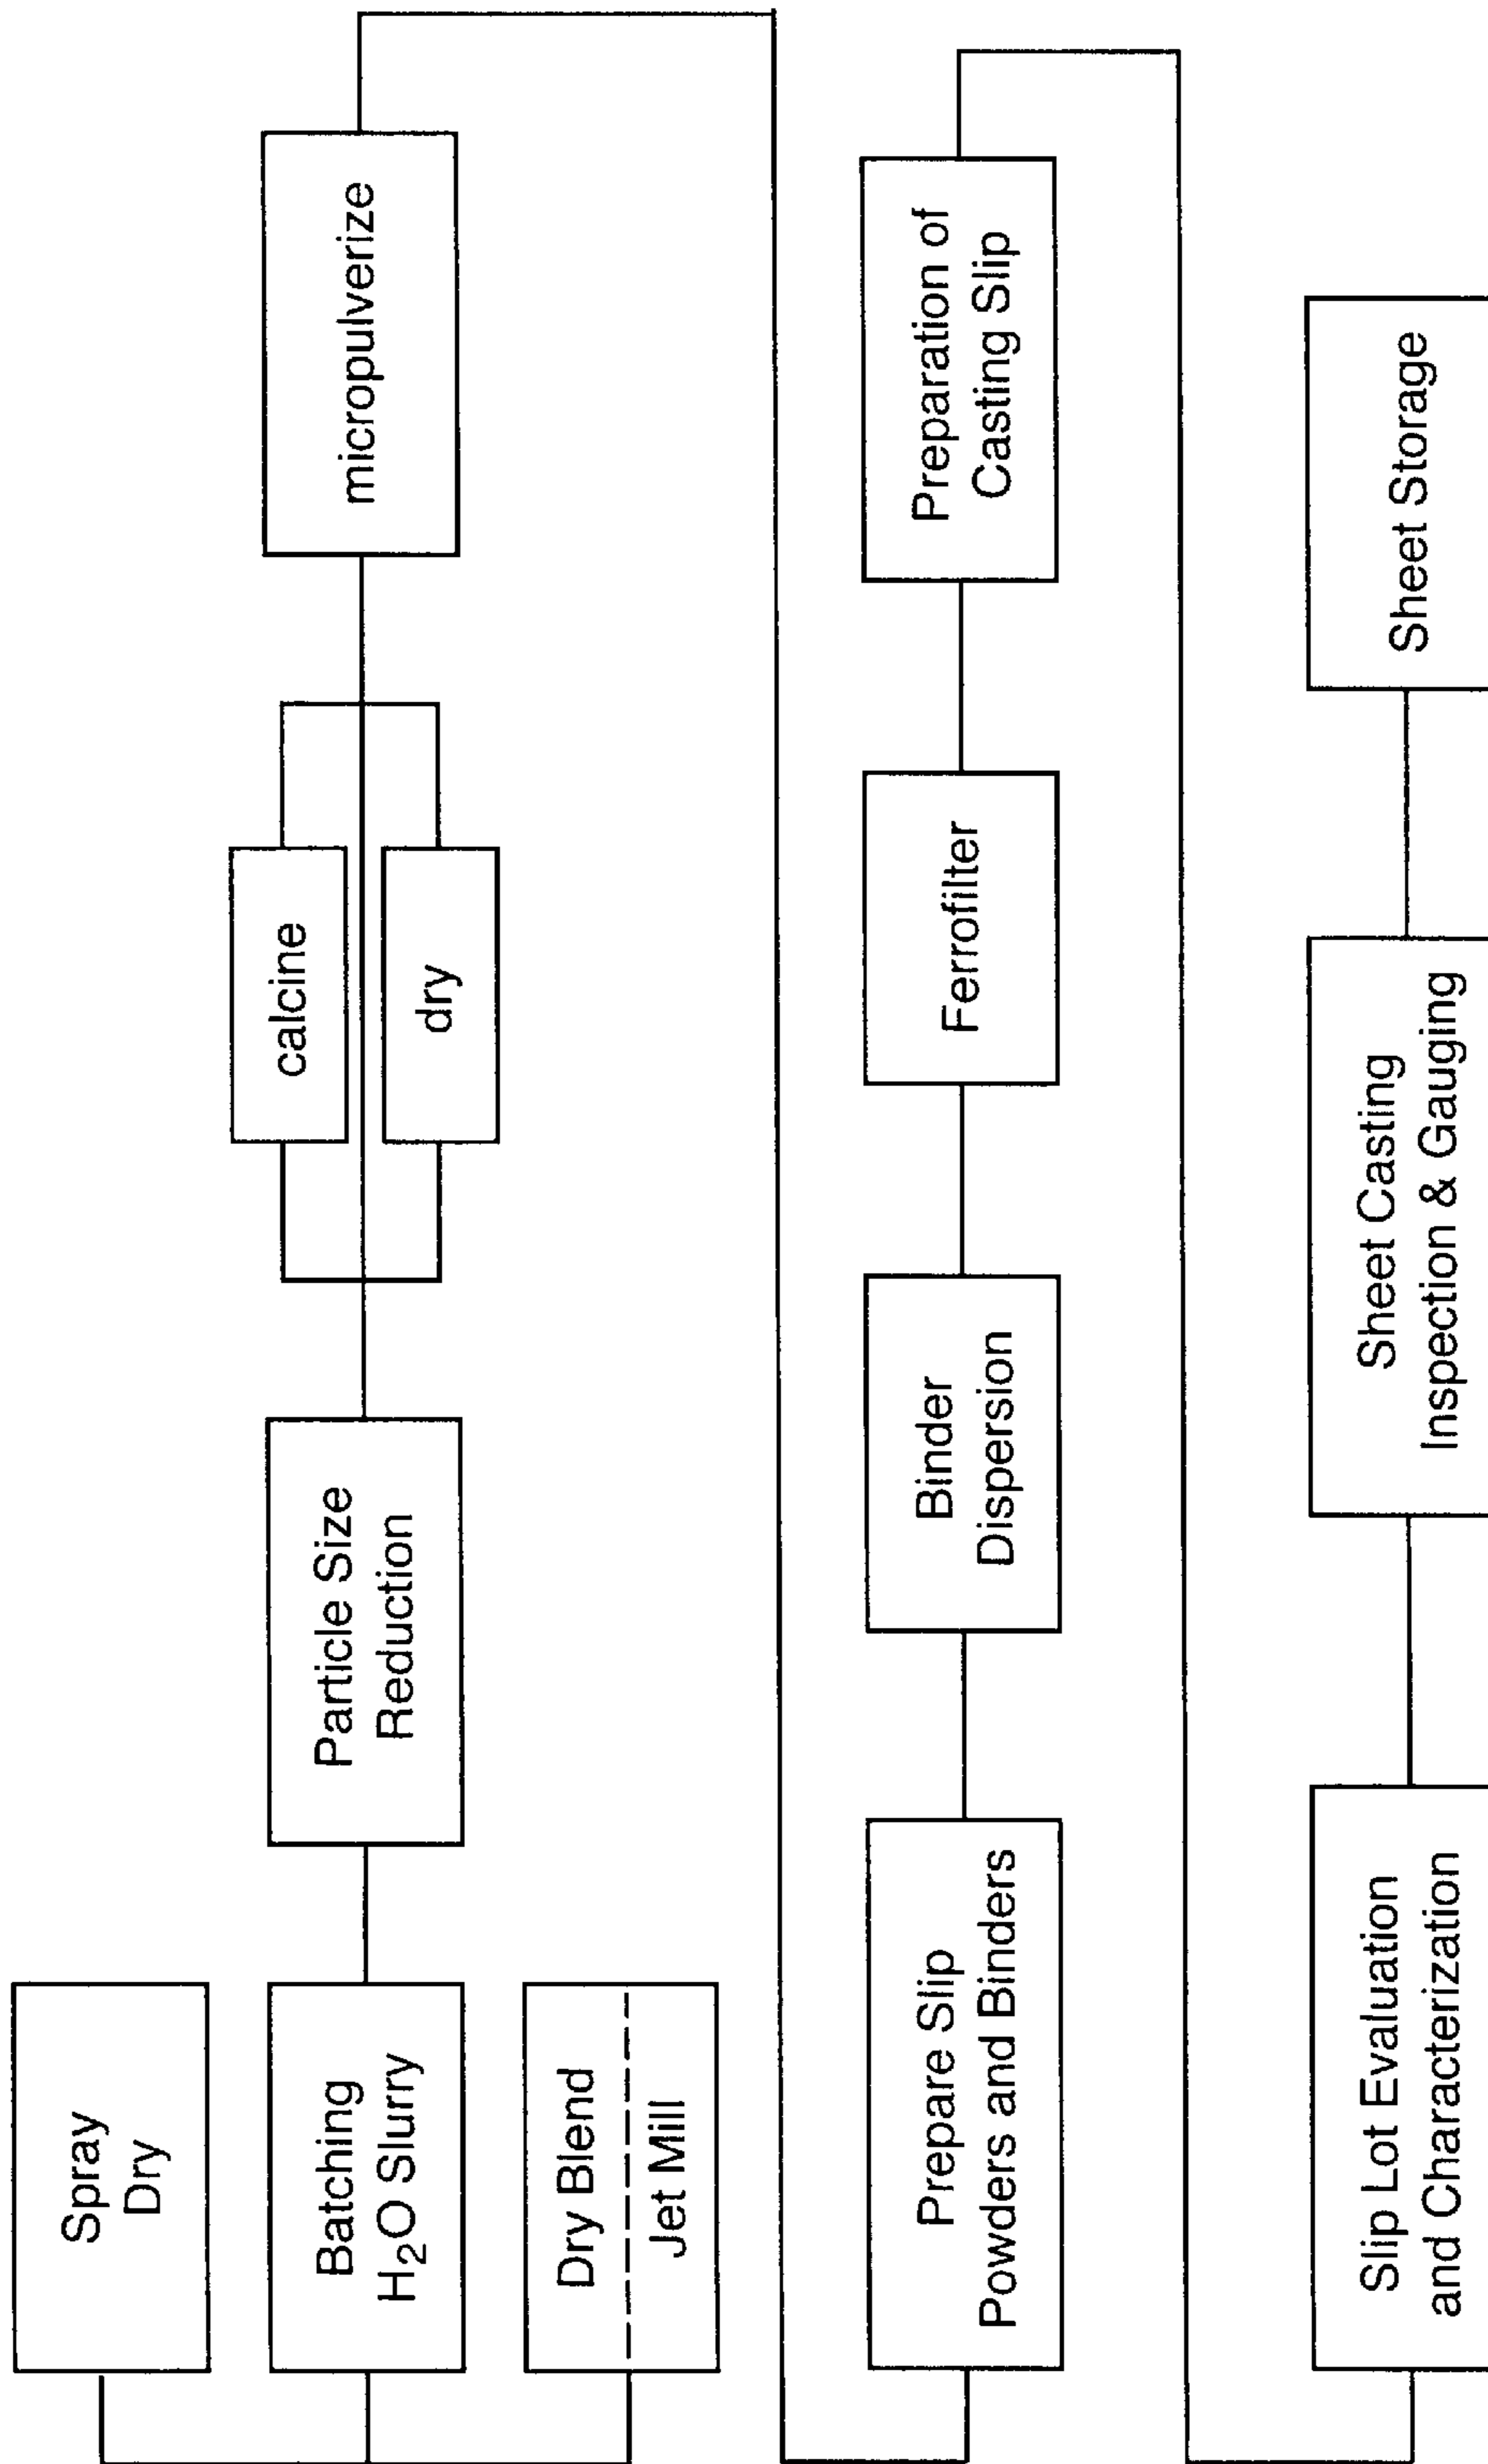 Spray
Dry
Batching
H₂O Slurry
Dry Blend
Jet Mill
Particle Size
Reduction
calcine
dry
micropulverize
Prepare Slip
Powders and Binders
Binder
Dispersion
Ferrofilter
Preparation of
Casting Slip
Slip Lot Evaluation
and Characterization
Sheet Casting
Inspection & Gauging
Sheet Storage